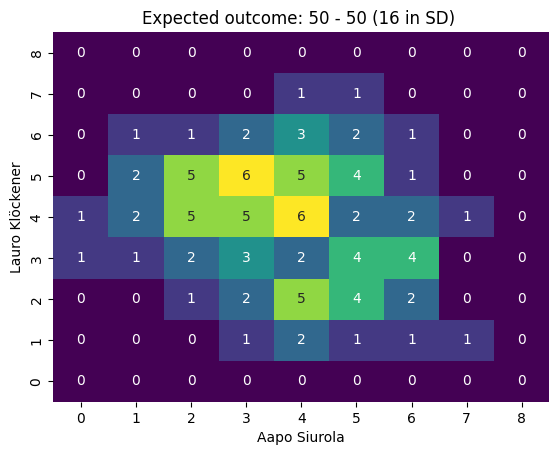 Expected outcome: 50 - 50 (16 in SD)
Lauro Klöckener
8 0 0 0 0 0 0 0 0 0
7 0 0 0 0 1 1 0 0 0
6 0 1 1 2 3 2 1 0 0
5 0 2 5 6 5 4 1 0 0
4 1 2 5 5 6 2 2 1 0
3 1 1 2 3 2 4 4 0 0
2 0 0 1 2 5 4 2 0 0
1 0 0 0 1 2 1 1 1 0
0 0 0 0 0 0 0 0 0 0
0 1 2 3 4 5 6 7 8
Aapo Siurola